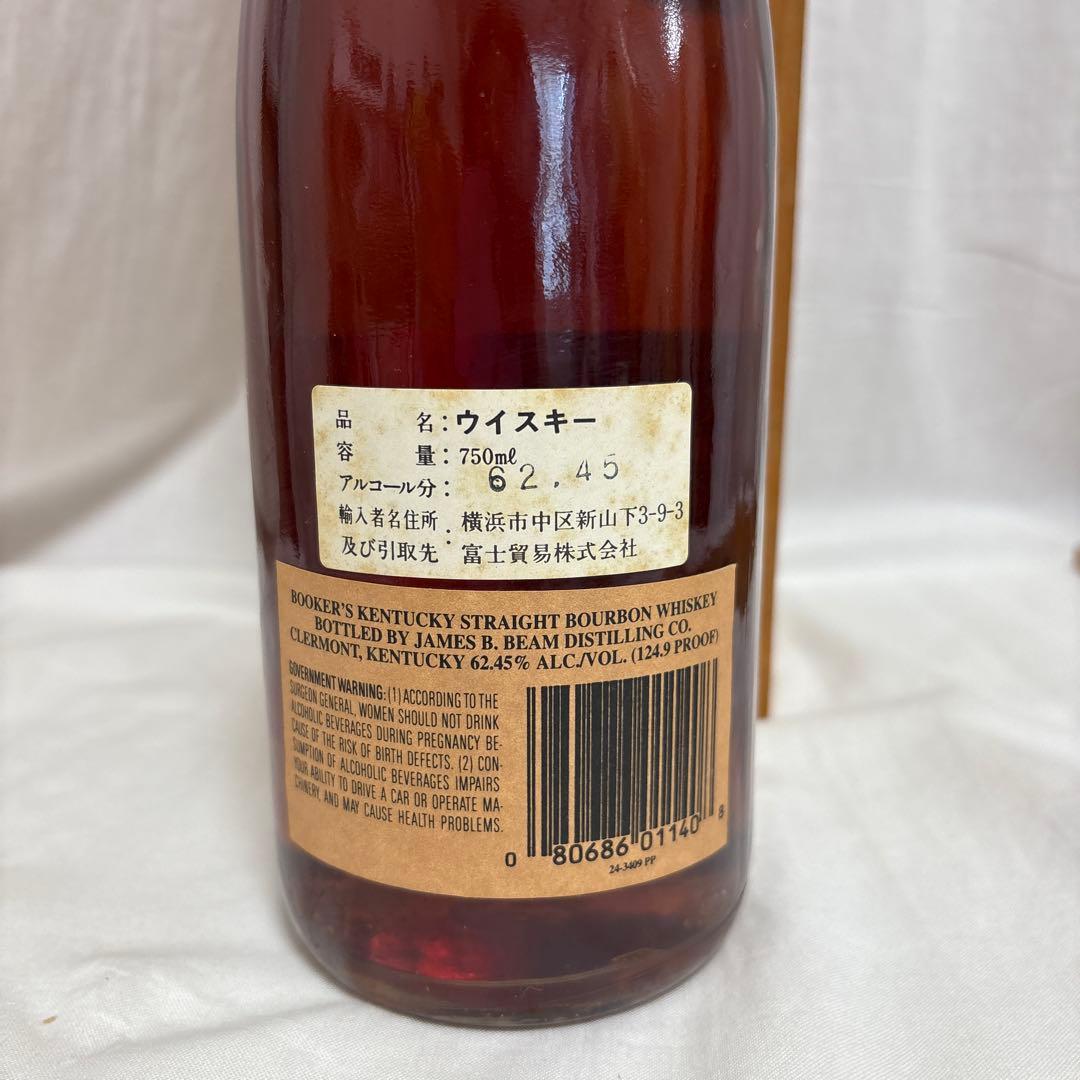 品 名：ウイスキー
容 量：750mℓ
アルコール分： 62.45
輸入者名住所 : 横浜市中区新山下3-9-3
及び引取先 : 富士貿易株式会社
BOOKER'S KENTUCKY STRAIGHT BOURBON WHISKEY
BOTTLED BY JAMES B. BEAM DISTILLING CO.
CLERMONT, KENTUCKY 62.45% ALC./VOL. (124.9 PROOF)
GOVERNMENT WARNING: (1) ACCORDING TO THE
SURGEON GENERAL, WOMEN SHOULD NOT DRINK
ALCOHOLIC BEVERAGES DURING PREGNANCY BE-
CAUSE OF THE RISK OF BIRTH DEFECTS. (2) CON-
SUMPTION OF ALCOHOLIC BEVERAGES IMPAIRS
YOUR ABILITY TO DRIVE A CAR OR OPERATE MA-
CHINERY, AND MAY CAUSE HEALTH PROBLEMS.
0 80686 01140 8
24-3409 PP